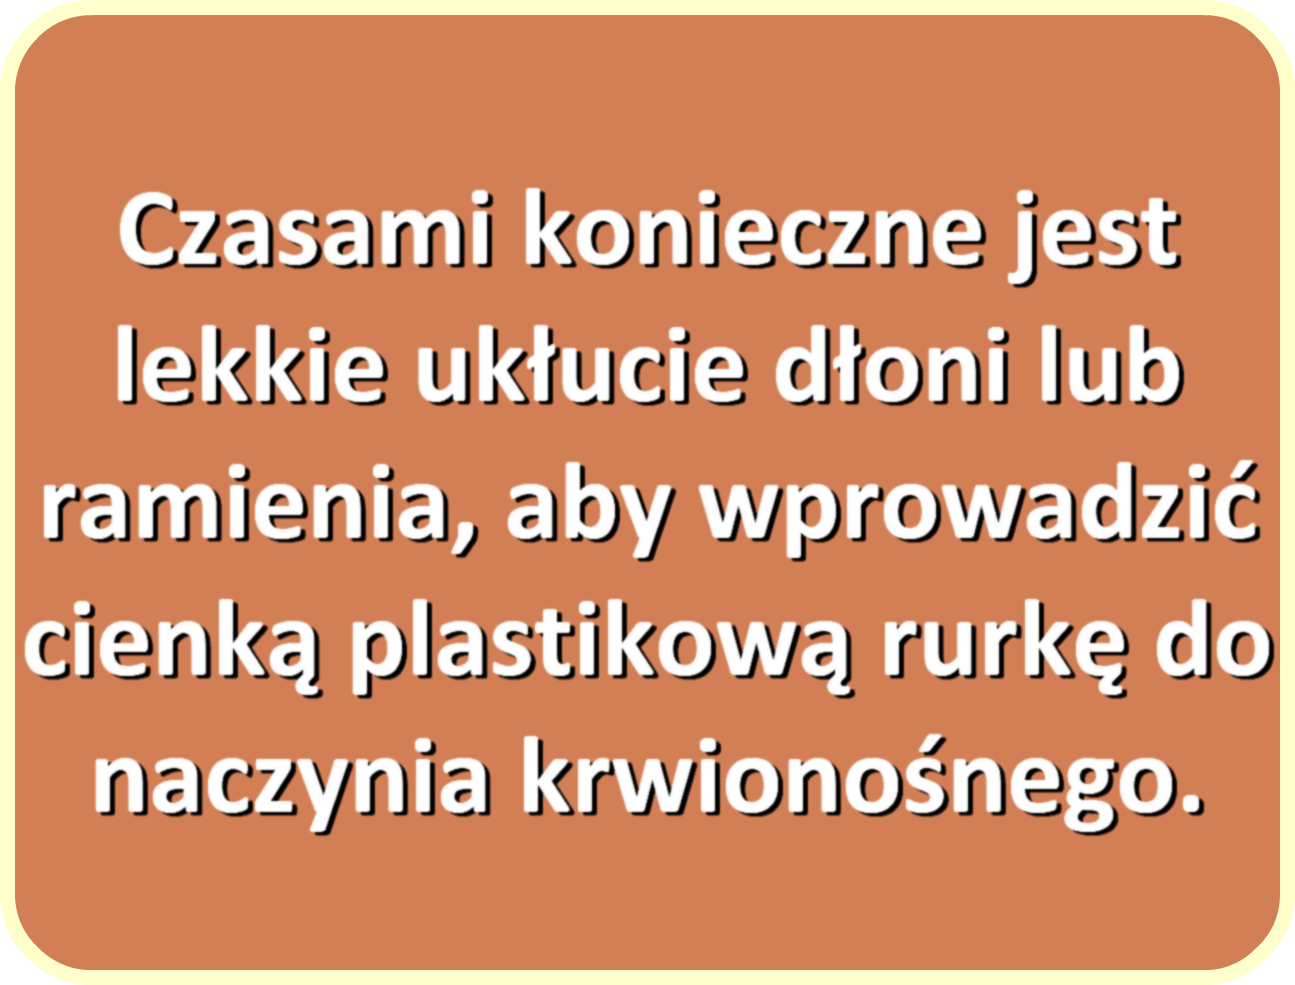 Czasami konieczne jest
lekkie ukłucie dłoni lub
ramienia, aby wprowadzić
cienką plastikową rurkę do
naczynia krwionośnego.